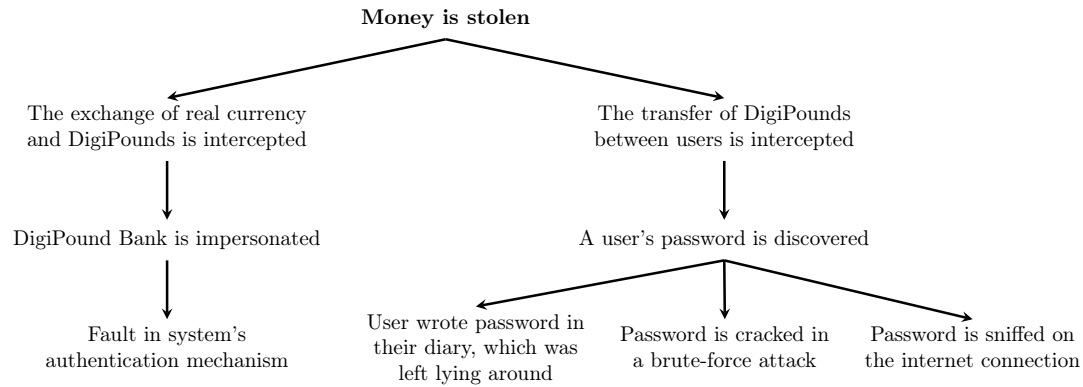 Money is stolen
The exchange of real currency
and DigiPounds is intercepted
The transfer of DigiPounds
between users is intercepted
DigiPound Bank is impersonated
A user's password is discovered
Fault in system's
authentication mechanism
User wrote password in
their diary, which was
left lying around
Password is cracked in
a brute-force attack
Password is sniffed on
the internet connection